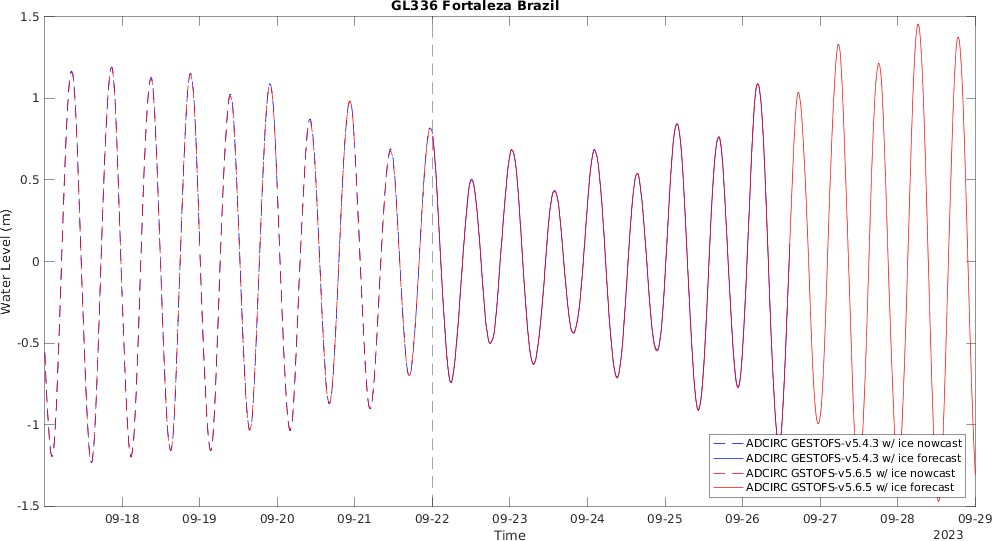 GL336 Fortaleza Brazil
1.5
1
0.5
0
-0.5
-1
-1.5
Water Level (m)
ADCIRC GESTOFS-v5.4.3 w/ ice nowcast
ADCIRC GESTOFS-v5.4.3 w/ ice forecast
ADCIRC GSTOFS-v5.6.5 w/ ice nowcast
ADCIRC GSTOFS-v5.6.5 w/ ice forecast
09-18 09-19 09-20 09-21 09-22 09-23 09-24 09-25 09-26 09-27 09-28 09-29
Time
2023